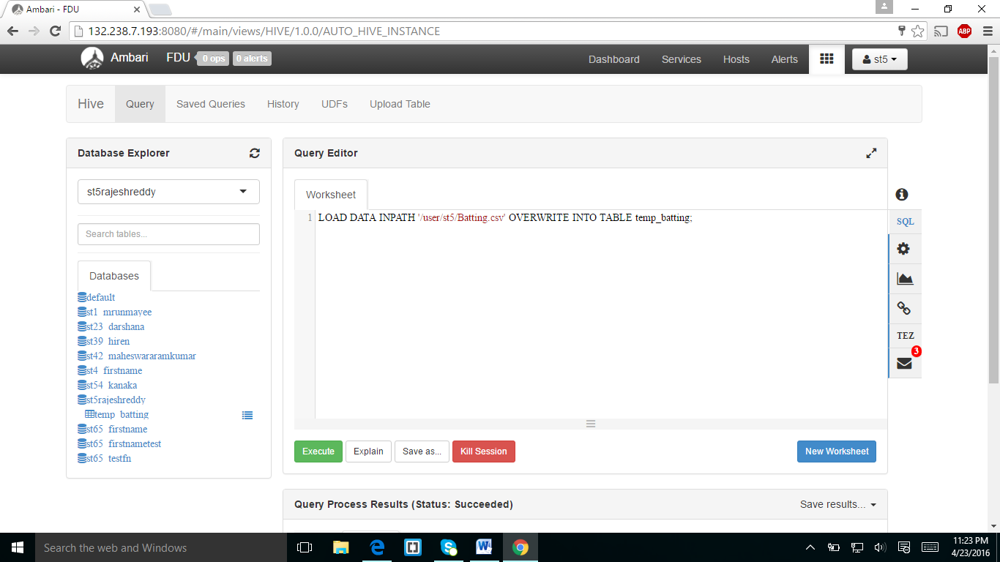 Ambari - FDU
132.238.7.193:8080/#/main/views/HIVE/1.0.0/AUTO_HIVE_INSTANCE
ABP
Ambari FDU 0 ops 0 alerts Dashboard Services Hosts Alerts st5
Hive Query Saved Queries History UDFs Upload Table
Database Explorer
st5rajeshreddy
Search tables...
Databases
default
st1_mrunmayee
st23_darshana
st39_hiren
st42_maheswararamkumar
st4_firstname
st54_kanaka
st5rajeshreddy
temp_batting
st65_firstname
st65_firstnametest
st65_testfn
Query Editor
Worksheet
1 LOAD DATA INPATH '/user/st5/Batting.csv' OVERWRITE INTO TABLE temp_batting;
SQL
TEZ
3
Execute Explain Save as... Kill Session New Worksheet
Query Process Results (Status: Succeeded) Save results...
Search the web and Windows
11:23 PM
4/23/2016